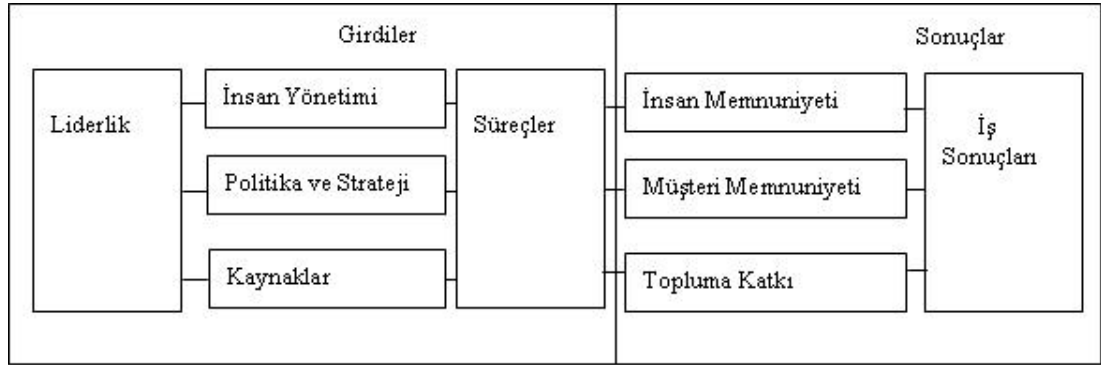 Girdiler
Sonuçlar
Liderlik
İnsan Yönetimi
Politika ve Strateji
Kaynaklar
Süreçler
İnsan Memnuniyeti
Müşteri Memnuniyeti
Topluma Katkı
İş
Sonuçları